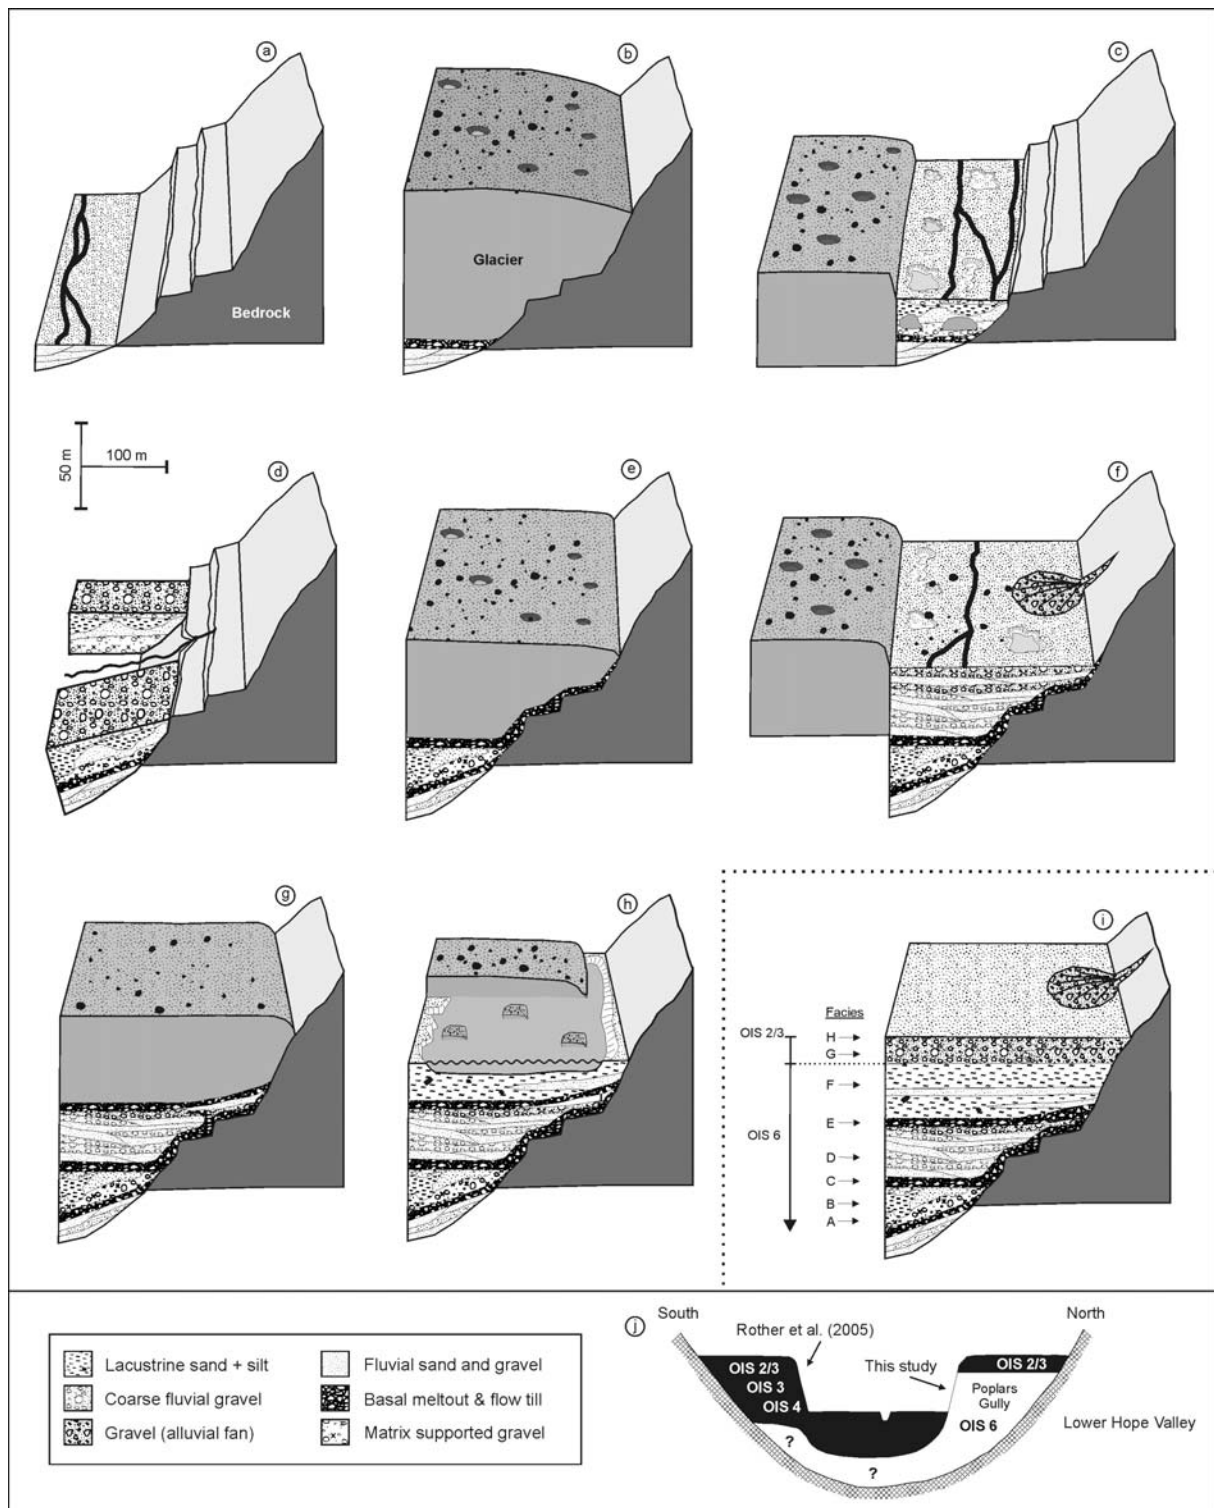 a
b
c
Glacier
Bedrock
50 m
100 m
d
e
f
g
h
i
Facies
OIS 2/3
H
G
F
OIS 6
E
D
C
B
A
j
South
North
Rother et al. (2005)
This study
OIS 2/3
OIS 3
OIS 4
OIS 2/3
Poplars
Gully
OIS 6
Lower Hope Valley
?
?
Lacustrine sand + silt
Coarse fluvial gravel
Gravel (alluvial fan)
Fluvial sand and gravel
Basal meltout & flow till
Matrix supported gravel